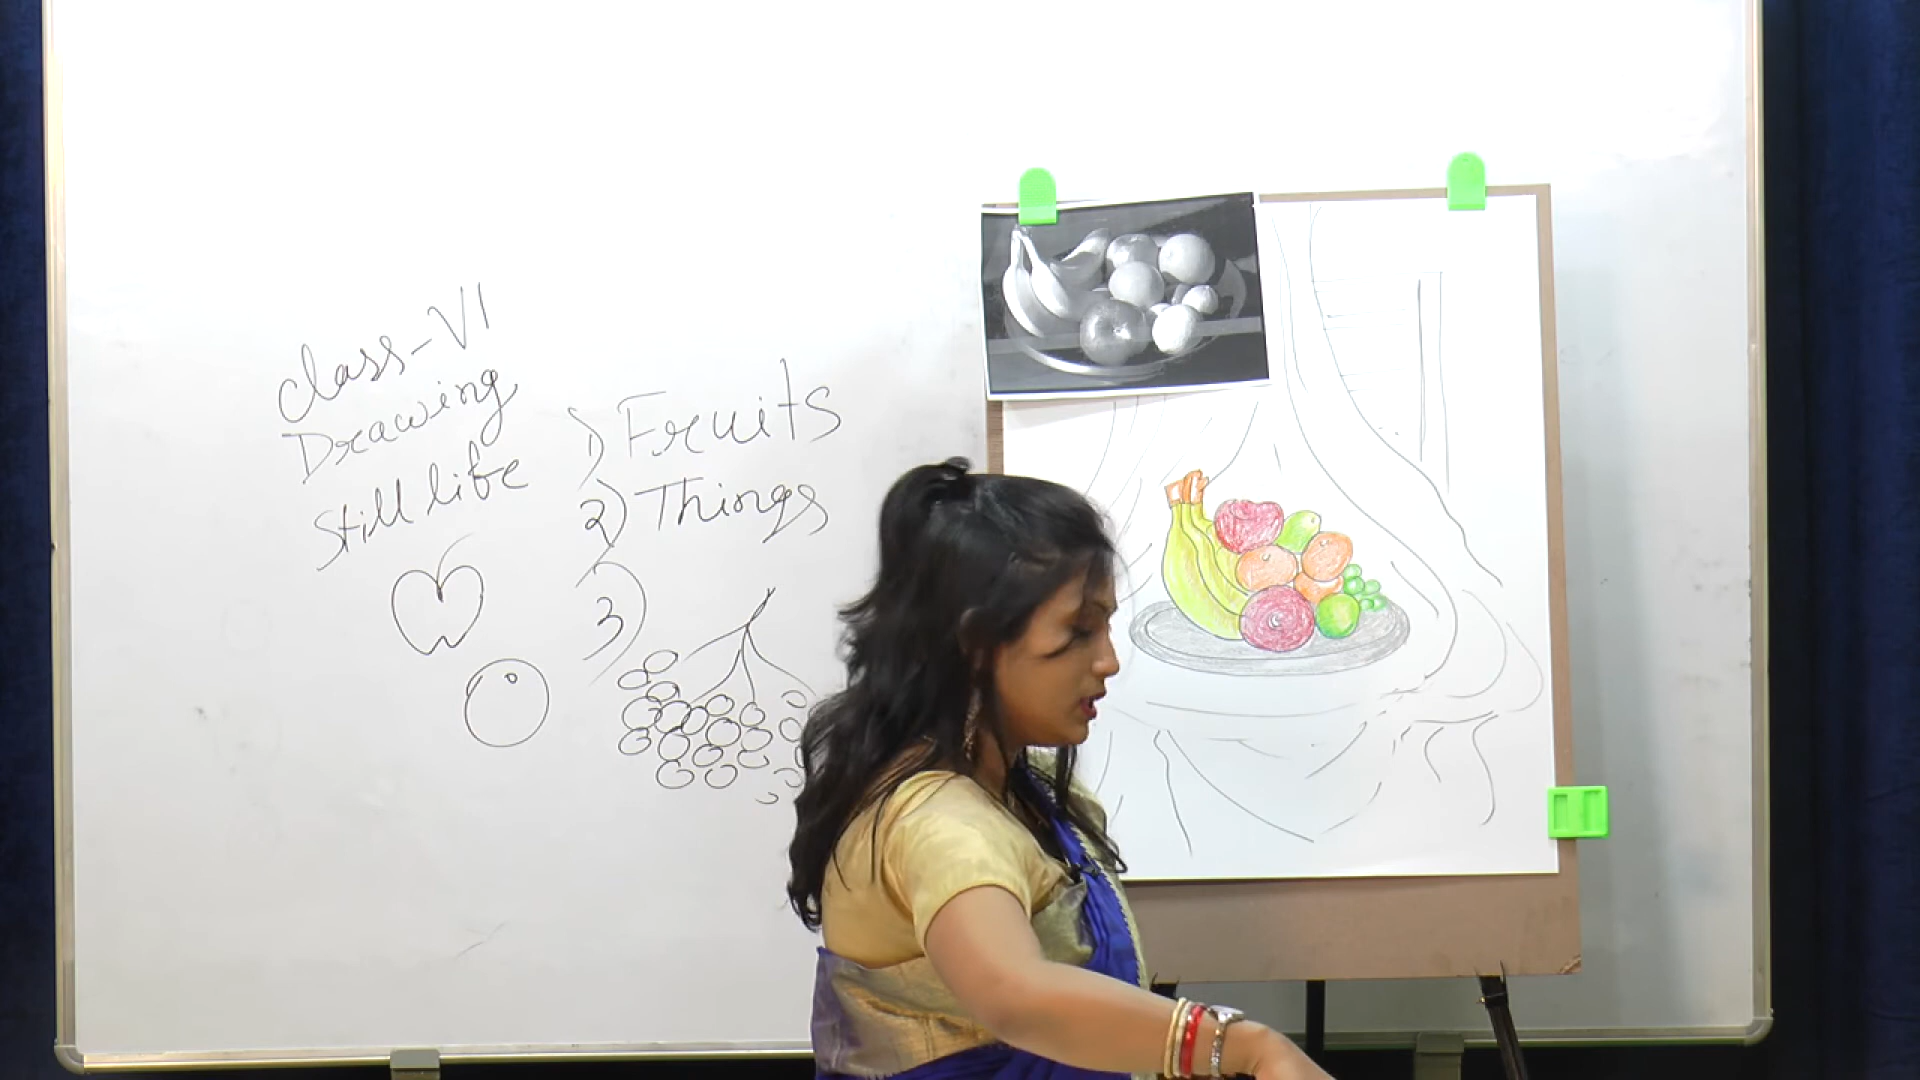 class-VI
Drawing
Still life
1) Fruits
2) Things
3)